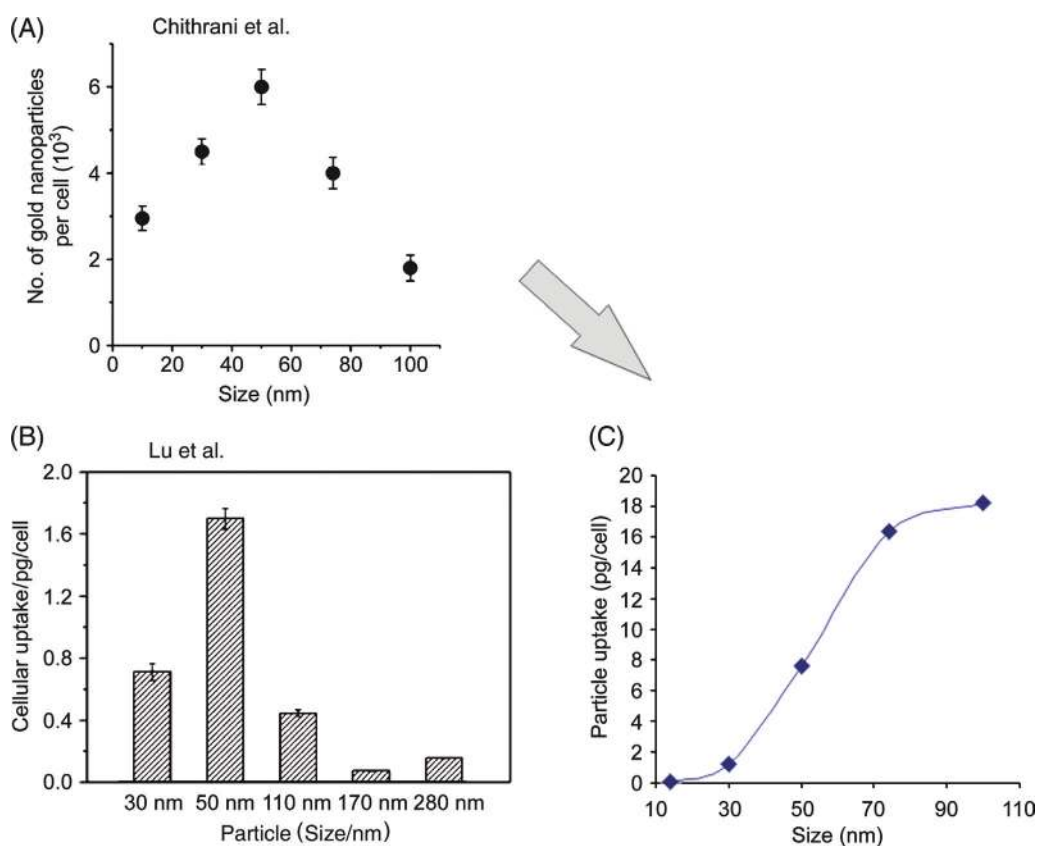 (A)
Chithrani et al.
No. of gold nanoparticles
per cell (10³)
6
4
2
0
0 20 40 60 80 100
Size (nm)
(B)
Lu et al.
Cellular uptake/pg/cell
2.0
1.6
1.2
0.8
0.4
0.0
30 nm 50 nm 110 nm 170 nm 280 nm
Particle (Size/nm)
(C)
Particle uptake (pg/cell)
20
18
16
14
12
10
8
6
4
2
0
10 30 50 70 90 110
Size (nm)